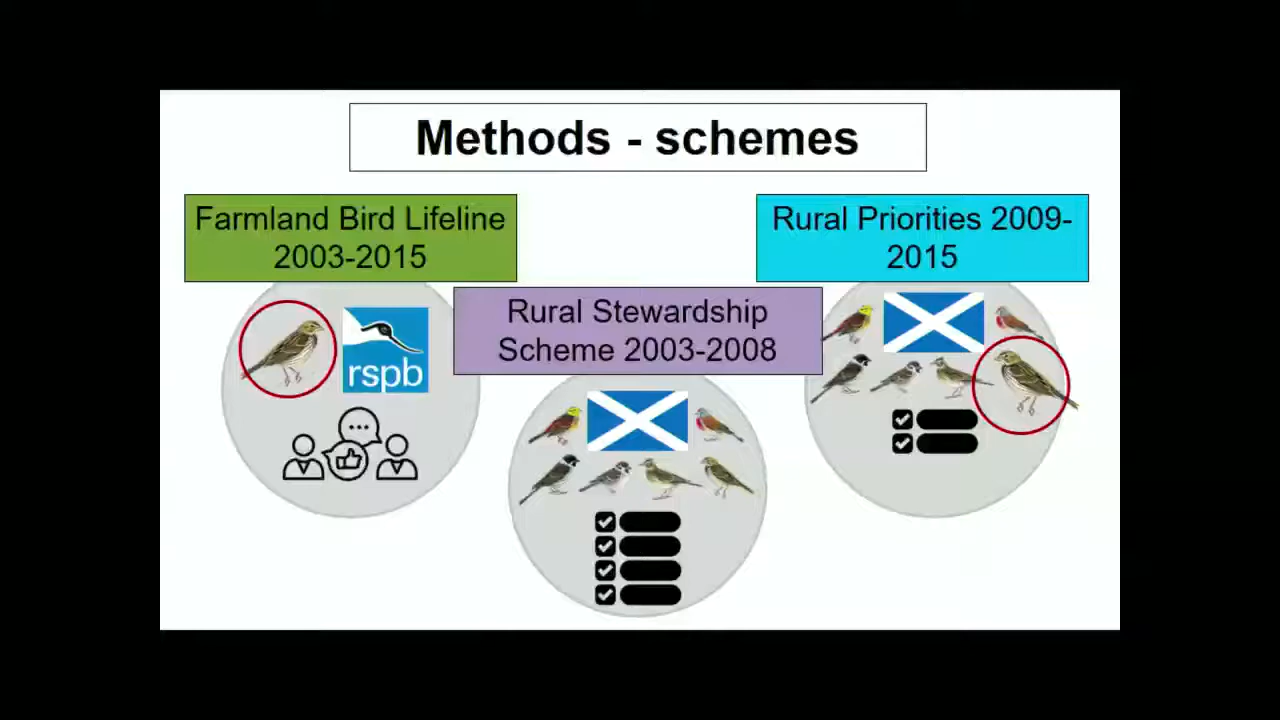 Methods - schemes
Farmland Bird Lifeline
2003-2015
Rural Priorities 2009-
2015
Rural Stewardship
Scheme 2003-2008
rspb